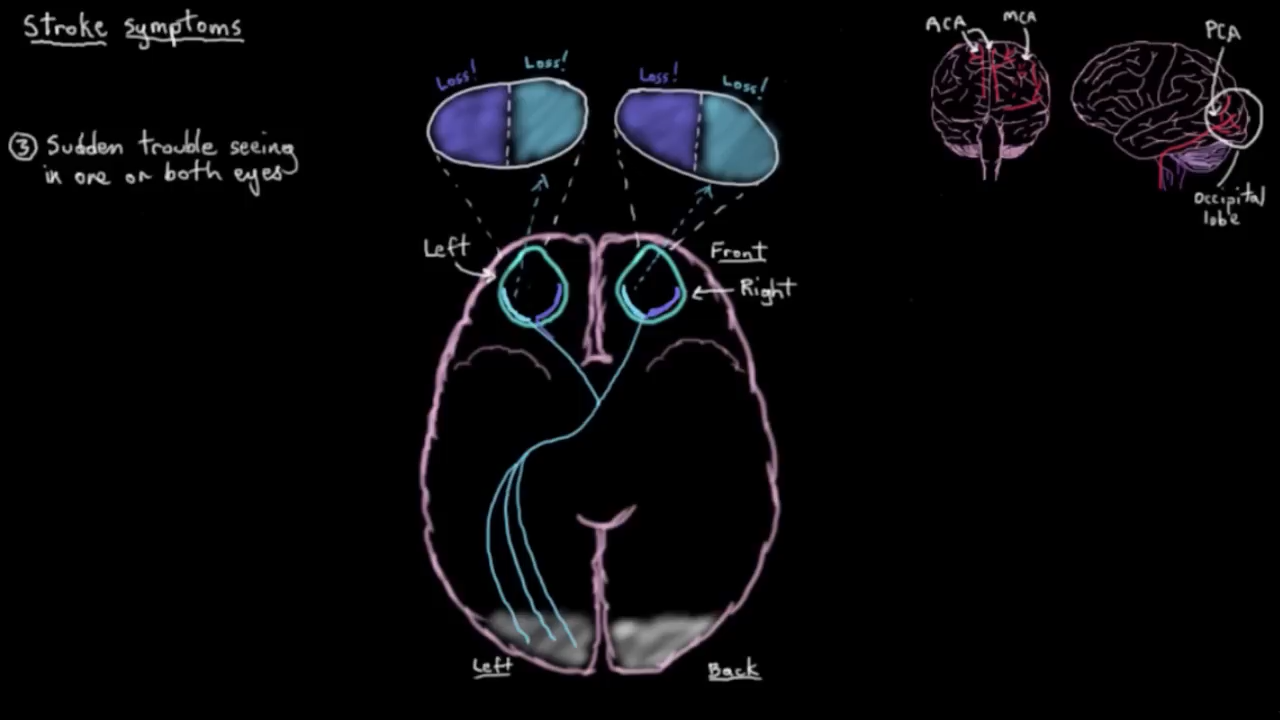 Stroke symptoms
③ Sudden trouble seeing
in one or both eyes
Loss!
Loss!
Loss!
Loss!
Left
Front
Right
Left
Back
ACA
MCA
PCA
Occipital
lobe